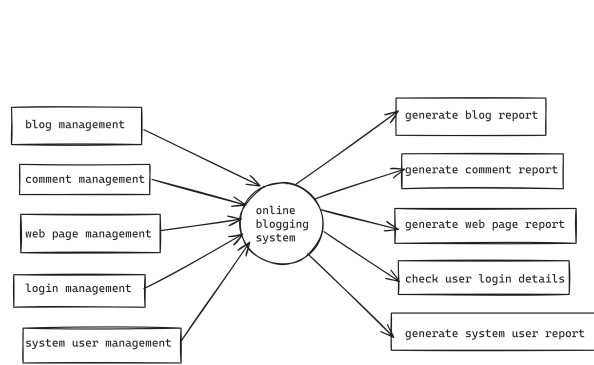 blog management
comment management
web page management
login management
system user management
online
blogging
system
generate blog report
generate comment report
generate web page report
check user login details
generate system user report